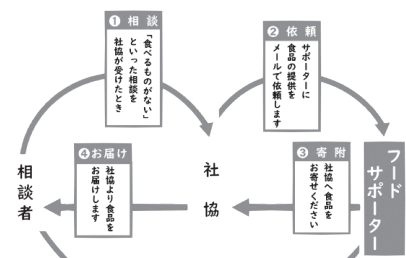 ❶相談
「食べるものがない」
といった相談を
社協が受けたとき
❷依頼
サポーターに
食品の提供を
メールで依頼します
❸寄附
社協へ食品を
お寄せください
❹お届け
社協より食品を
お届けします
相談者
社協
フード
サポーター